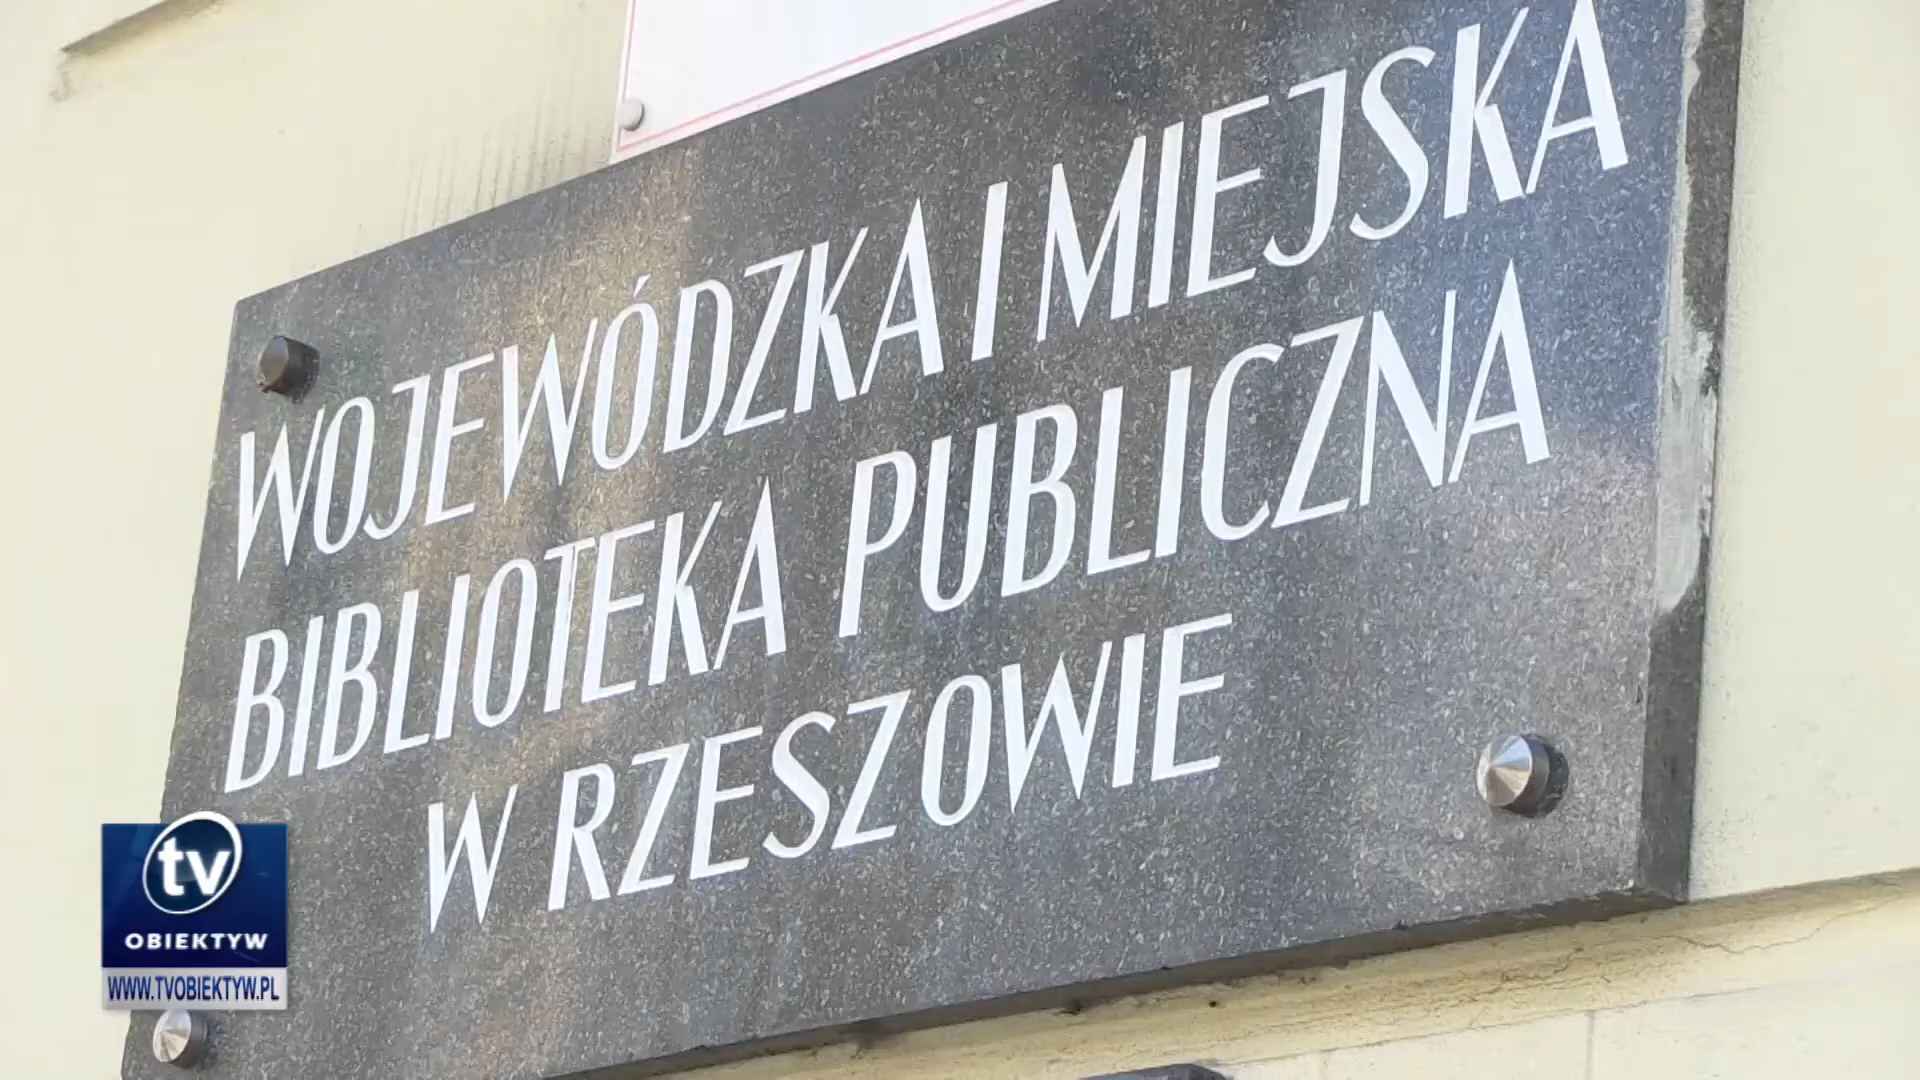 WOJEWÓDZKA I MIEJSKA
BIBLIOTEKA PUBLICZNA
W RZESZOWIE
tv
OBIEKTYW
WWW.TVOBIEKTYW.PL